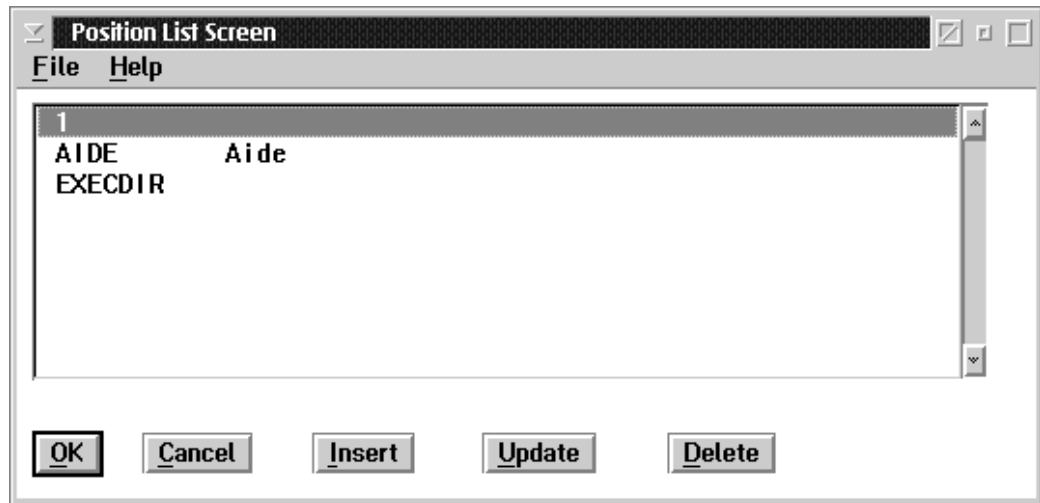 Position List Screen
File Help
1
AIDE Aide
EXECDIR
OK Cancel Insert Update Delete